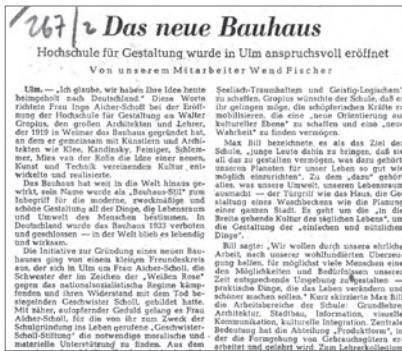 267/2
Das neue Bauhaus
Hochschule für Gestaltung wurde in Ulm anspruchsvoll eröffnet
Von unserem Mitarbeiter Wend Fischer
Ulm. — „Ich glaube, wir haben Ihre Idee heute
heimgeholt nach Deutschland.“ Diese Worte
richtete Frau Inge Aicher-Scholl bei der Eröff-
nung der Hochschule für Gestaltung an Walter
Gropius, den großen Architekten und Lehrer,
der 1919 in Weimar das Bauhaus gegründet hat,
an dem er gemeinsam mit Künstlern und Archi-
tekten wie Klee, Kandinsky, Feininger, Schlem-
mer, Mies van der Rohe die Idee einer neuen,
Kunst und Technik vereinenden Kultur ent-
wickelte und realisierte.
Das Bauhaus hat weit in die Welt hinaus ge-
wirkt, sein Name wurde als „Bauhaus-Stil“ zum
Inbegriff für die moderne, zweckmäßige und
schöne Gestaltung all der Dinge, die Lebensraum
und Umwelt des Menschen bestimmen. In
Deutschland wurde das Bauhaus 1933 verboten
und geschlossen — in der Welt blieb es lebendig
und wirksam.
Die Initiative zur Gründung eines neuen Bau-
hauses ging von einem kleinen Freundeskreis
aus, der sich in Ulm um Frau Aicher-Scholl, die
Schwester der im Zeichen der „Weißen Rose“
gegen das nationalsozialistische Regime kämp-
fenden und ihren Widerstand mit dem Tod be-
siegelnden Geschwister Scholl, gebildet hatte.
Mit zäher, aufopfernder Geduld gelang es Frau
Aicher-Scholl, für die von ihr zum Zweck der
Schulgründung ins Leben gerufene „Geschwister-
Scholl-Stiftung“ die notwendige moralische und
materielle Unterstützung zu finden. Aus den
Seelisch-Traumhaftem und Geistig-Logischem“
zu schaffen. Gropius wünschte der Schule, daß es
ihr gelingen möge, die schöpferischen Kräfte zu
mobilisieren, die eine „neue Orientierung auf
kultureller Ebene“ zu schaffen und eine „neue
Wahrheit“ zu finden vermögen.
Max Bill bezeichnete es als das Ziel der
Schule, „junge Leute dahin zu bringen, daß sie
all das zu gestalten vermögen, was dazu gehört,
unseren Planeten für unser Leben so gut wie
möglich einzurichten“. Zu dem „dazu“ gehört
alles, was unsere Umwelt, unseren Lebensraum
ausmacht — der Türgriff wie das Haus, die Ge-
staltung eines Waschbeckens wie die Planung
einer ganzen Stadt. Es geht um die „in die
Breite gehende Kultur des täglichen Lebens“, um
die Gestaltung der „einfachen und nützlichen
Dinge“.
Bill sagte: „Wir wollen durch unsere ehrliche
Arbeit, nach unserer wohlfundierten Überzeu-
gung helfen, für möglichst viele Menschen eine
den Möglichkeiten und Bedürfnissen unserer
Zeit entsprechende Umgebung zu gestalten —
praktische Dinge, die das Leben verändern und
schöner machen sollen.“ Kurz skizzierte Max Bill
die Arbeitsbereiche der Schule: Grundlehre,
Architektur, Stadtbau, Information, visuelle
Kommunikation, kulturelle Integration. Zentrale
Bedeutung hat die Abteilung „Produktform“, in
der die Formgebung von Gebrauchsgütern er-
arbeitet und gelehrt wird. Zum Lehrerkollegium